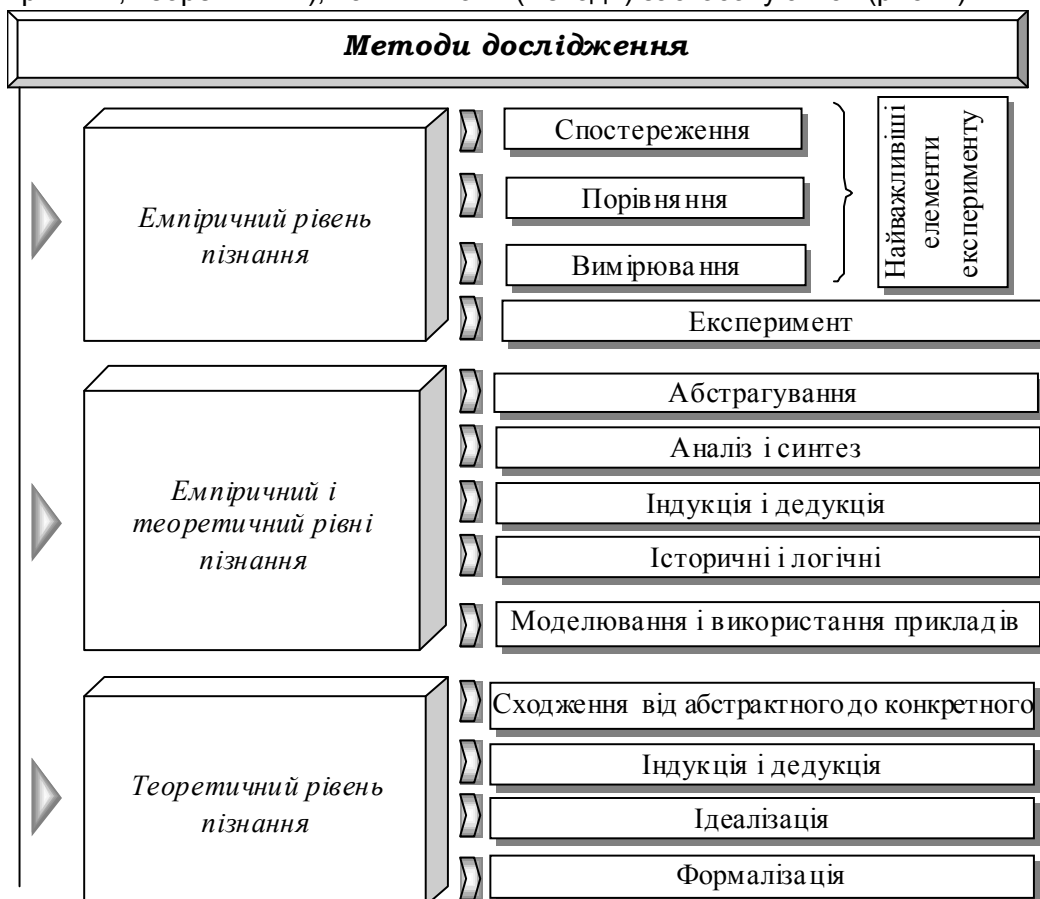 Методи дослідження
Емпіричний рівень
пізнання
Спостереження
Порівняння
Вимірювання
Експеримент
Найважливіші
елементи
експерименту
Емпіричний і
теоретичний рівні
пізнання
Абстрагування
Аналіз і синтез
Індукція і дедукція
Історичні і логічні
Моделювання і використання прикладів
Теоретичний рівень
пізнання
Сходження від абстрактного до конкретного
Індукція і дедукція
Ідеалізація
Формалізація